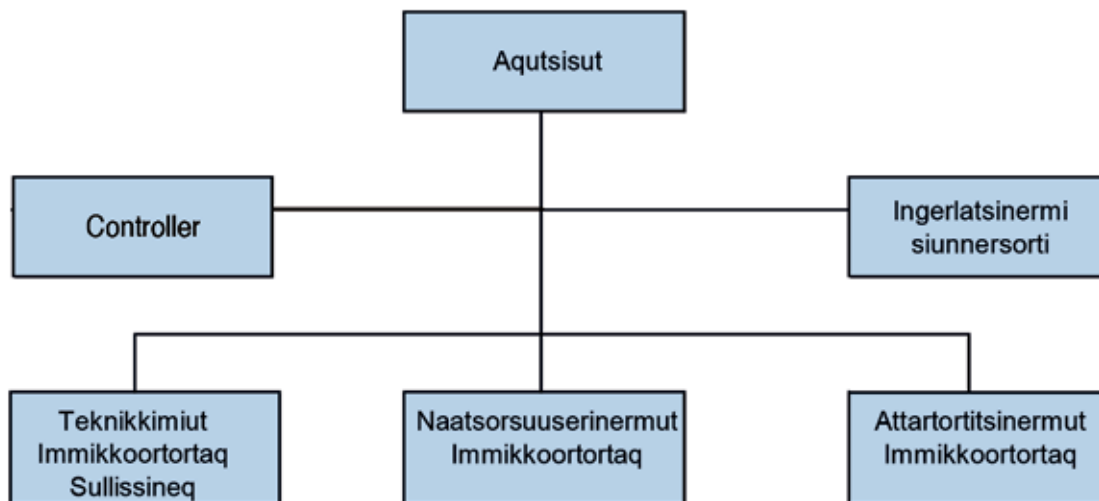 Aqutsisut
Controller
Ingerlatsinermi
siunnersorti
Teknikkimiut
Immikkoortortaq
Sullissineq
Naatsorsuuserinermut
Immikkoortortaq
Attartortitsinermut
Immikkoortortaq